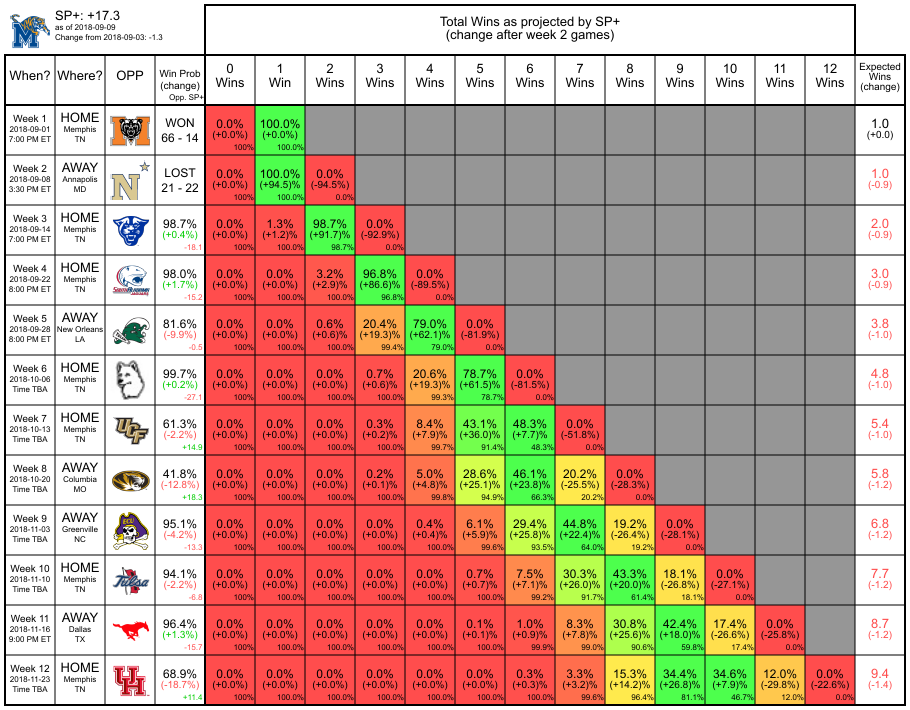 SP+: +17.3
as of 2018-09-09
Change from 2018-09-03: -1.3
Total Wins as projected by SP+
(change after week 2 games)
When? Where? OPP Win Prob (change) Opp. SP+ 0 Wins 1 Win 2 Wins 3 Wins 4 Wins 5 Wins 6 Wins 7 Wins 8 Wins 9 Wins 10 Wins 11 Wins 12 Wins Expected Wins (change)
Week 1 HOME WON 0.0% 100.0% 1.0
2018-09-01 Memphis 66 - 14 (+0.0%) (+0.0%) (+0.0)
7:00 PM ET TN 100% 100.0%
Week 2 AWAY LOST 0.0% 100.0% 0.0% 1.0
2018-09-08 Annapolis 21 - 22 (+0.0%) (+94.5)% (-94.5%) (-0.9)
3:30 PM ET MD 100% 100.0% 0.0%
Week 3 HOME 98.7% 0.0% 1.3% 98.7% 0.0% 2.0
2018-09-14 Memphis (+0.4%) (+0.0%) (+1.2)% (+91.7)% (-92.9%) (-0.9)
7:00 PM ET TN -18.1 100% 100.0% 98.7% 0.0%
Week 4 HOME 98.0% 0.0% 0.0% 3.2% 96.8% 0.0% 3.0
2018-09-22 Memphis (+1.7%) (+0.0%) (+0.0%) (+2.9)% (+86.6)% (-89.5%) (-0.9)
8:00 PM ET TN -15.2 100% 100.0% 100.0% 96.8% 0.0%
Week 5 AWAY 81.6% 0.0% 0.0% 0.6% 20.4% 79.0% 0.0% 3.8
2018-09-28 New Orleans (-9.9%) (+0.0%) (+0.0%) (+0.6)% (+19.3)% (+62.1)% (-81.9%) (-1.0)
8:00 PM ET LA -0.5 100% 100.0% 100.0% 99.4% 79.0% 0.0%
Week 6 HOME 99.7% 0.0% 0.0% 0.0% 0.7% 20.6% 78.7% 0.0% 4.8
2018-10-06 Memphis (+0.2%) (+0.0%) (+0.0%) (+0.0%) (+0.6)% (+19.3)% (+61.5)% (-81.5%) (-1.0)
Time TBA TN -27.1 100% 100.0% 100.0% 100.0% 99.3% 78.7% 0.0%
Week 7 HOME 61.3% 0.0% 0.0% 0.0% 0.3% 8.4% 43.1% 48.3% 0.0% 5.4
2018-10-13 Memphis (-2.2%) (+0.0%) (+0.0%) (+0.0%) (+0.2)% (+7.9)% (+36.0)% (+7.7)% (-51.8%) (-1.0)
Time TBA TN +14.9 100% 100.0% 100.0% 100.0% 99.7% 91.4% 48.3% 0.0%
Week 8 AWAY 41.8% 0.0% 0.0% 0.0% 0.2% 5.0% 28.6% 46.1% 20.2% 0.0% 5.8
2018-10-20 Columbia (-12.8%) (+0.0%) (+0.0%) (+0.0%) (+0.1)% (+4.8)% (+25.1)% (+23.8)% (-25.5%) (-28.3%) (-1.2)
Time TBA MO +18.3 100% 100.0% 100.0% 100.0% 99.8% 94.9% 66.3% 20.2% 0.0%
Week 9 AWAY 95.1% 0.0% 0.0% 0.0% 0.0% 0.4% 6.1% 29.4% 44.8% 19.2% 0.0% 6.8
2018-11-03 Greenville (-4.2%) (+0.0%) (+0.0%) (+0.0%) (+0.0%) (+0.4)% (+5.9)% (+25.8)% (+22.4)% (-26.4%) (-28.1%) (-1.2)
Time TBA NC -13.3 100% 100.0% 100.0% 100.0% 100.0% 99.6% 93.5% 64.0% 19.2% 0.0%
Week 10 HOME 94.1% 0.0% 0.0% 0.0% 0.0% 0.0% 0.7% 7.5% 30.3% 43.3% 18.1% 0.0% 7.7
2018-11-10 Memphis (-2.2%) (+0.0%) (+0.0%) (+0.0%) (+0.0%) (+0.0%) (+0.7)% (+7.1)% (+26.0)% (+20.0)% (-26.8%) (-27.1%) (-1.2)
Time TBA TN -6.8 100% 100.0% 100.0% 100.0% 100.0% 100.0% 99.2% 91.7% 61.4% 18.1% 0.0%
Week 11 AWAY 96.4% 0.0% 0.0% 0.0% 0.0% 0.0% 0.1% 1.0% 8.3% 30.8% 42.4% 17.4% 0.0% 8.7
2018-11-16 Dallas (+1.3%) (+0.0%) (+0.0%) (+0.0%) (+0.0%) (+0.0%) (+0.1)% (+0.9)% (+7.8)% (+25.6)% (+18.0)% (-26.6%) (-25.8%) (-1.2)
9:00 PM ET TX -15.7 100% 100.0% 100.0% 100.0% 100.0% 100.0% 99.9% 99.0% 90.6% 59.8% 17.4% 0.0%
Week 12 HOME 68.9% 0.0% 0.0% 0.0% 0.0% 0.0% 0.0% 0.3% 3.3% 15.3% 34.4% 34.6% 12.0% 0.0% 9.4
2018-11-23 Memphis (-18.7%) (+0.0%) (+0.0%) (+0.0%) (+0.0%) (+0.0%) (+0.0%) (+0.3)% (+3.2)% (+14.2)% (+26.8)% (+7.9)% (-29.8%) (-22.6%) (-1.4)
Time TBA TN +11.4 100% 100.0% 100.0% 100.0% 100.0% 100.0% 100.0% 99.6% 96.4% 81.1% 46.7% 12.0% 0.0%